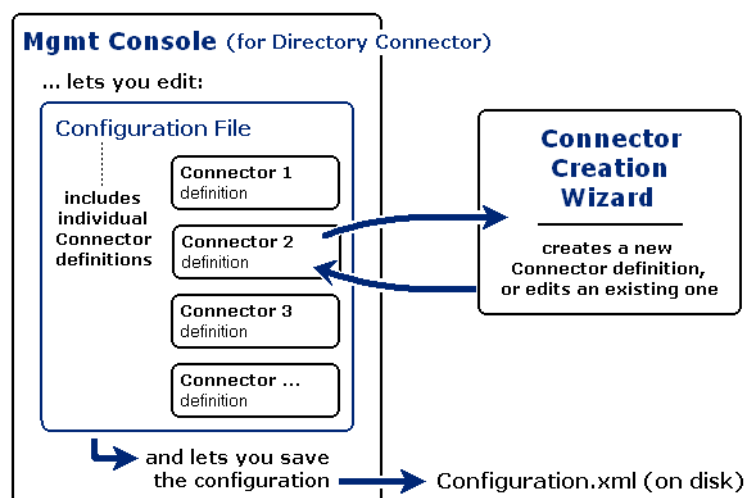 Mgmt Console (for Directory Connector)
... lets you edit:
Configuration File
includes
individual
Connector
definitions
Connector 1
definition
Connector 2
definition
Connector 3
definition
Connector ...
definition
Connector
Creation
Wizard
creates a new
Connector definition,
or edits an existing one
and lets you save
the configuration
Configuration.xml (on disk)